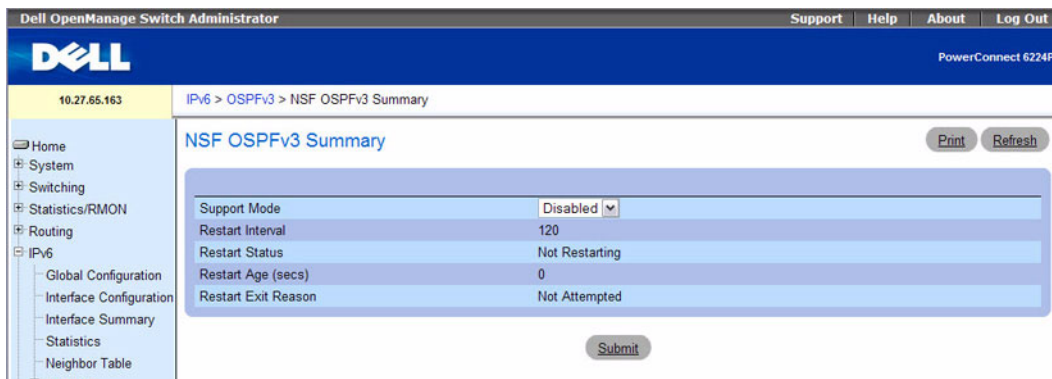 Dell OpenManage Switch Administrator
Support Help About Log Out
DELL
PowerConnect 6224P
10.27.65.163
IPv6 > OSPFv3 > NSF OSPFv3 Summary
Home
System
Switching
Statistics/RMON
Routing
IPv6
Global Configuration
Interface Configuration
Interface Summary
Statistics
Neighbor Table
NSF OSPFv3 Summary
Print Refresh
Support Mode Disabled
Restart Interval 120
Restart Status Not Restarting
Restart Age (secs) 0
Restart Exit Reason Not Attempted
Submit